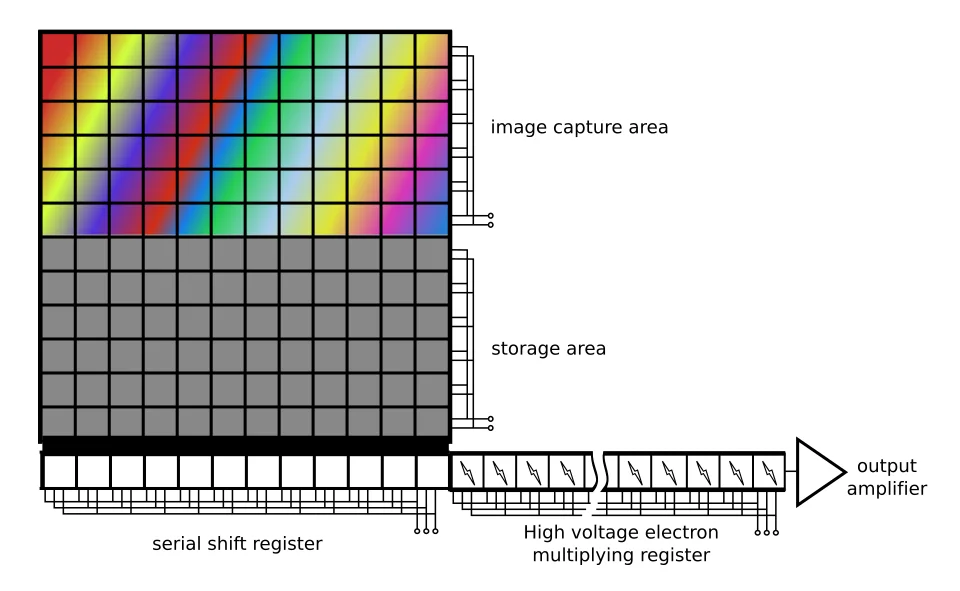 image capture area
storage area
output
amplifier
High voltage electron
multiplying register
serial shift register